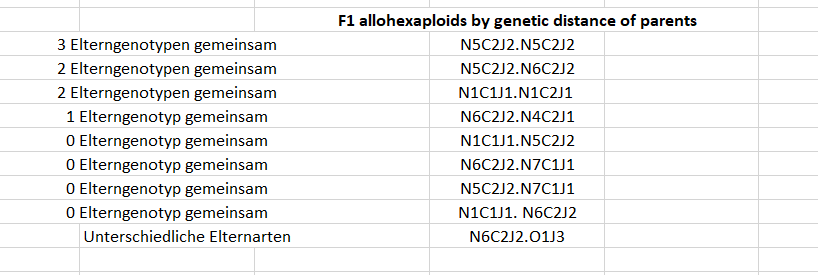 F1 allohexaploids by genetic distance of parents
3 Elterngenotypen gemeinsam N5C2J2.N5C2J2
2 Elterngenotypen gemeinsam N5C2J2.N6C2J2
2 Elterngenotypen gemeinsam N1C1J1.N1C2J1
1 Elterngenotyp gemeinsam N6C2J2.N4C2J1
0 Elterngenotyp gemeinsam N1C1J1.N5C2J2
0 Elterngenotyp gemeinsam N6C2J2.N7C1J1
0 Elterngenotyp gemeinsam N5C2J2.N7C1J1
0 Elterngenotyp gemeinsam N1C1J1. N6C2J2
Unterschiedliche Elternarten N6C2J2.O1J3